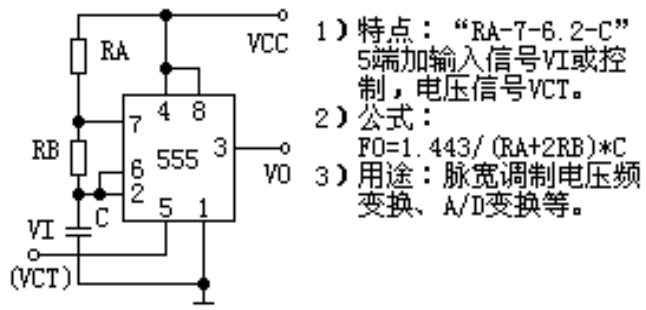 RA
VCC
4 8
7
RB
555
3
6
2
VO
C
5 1
VI
(VCT)
1)特点：“RA-7-6.2-C”
5端加输入信号VI或控
制，电压信号VCT。
2)公式：
FO=1.443/(RA+2RB)*C
3)用途：脉宽调制电压频
变换、A/D变换等。